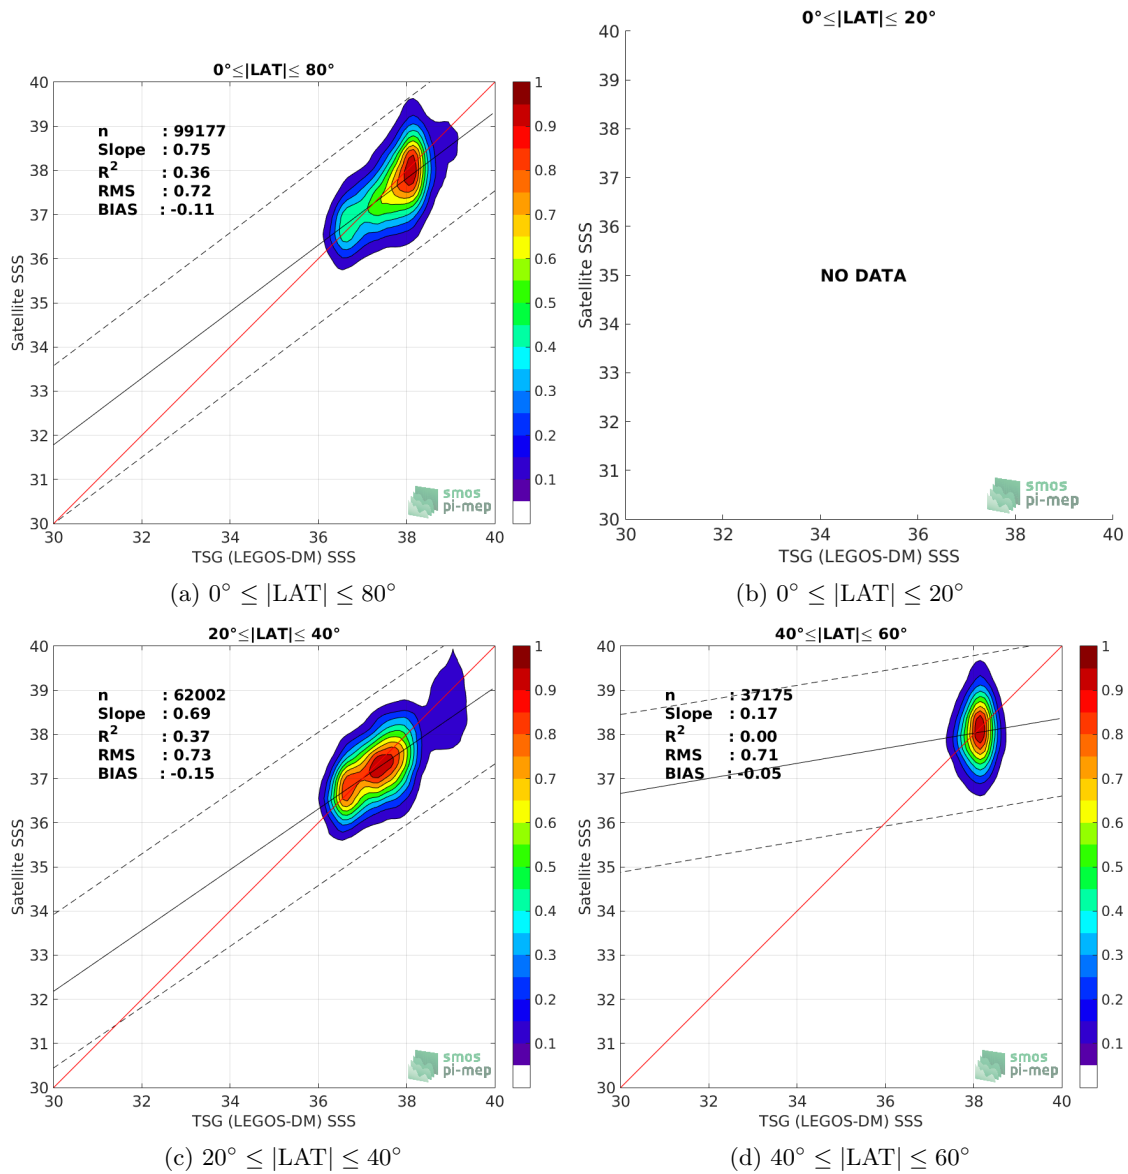 0°≤|LAT|≤ 80°
40
39
38
37
36
35
34
33
32
31
30
30 32 34 36 38 40
Satellite SSS
TSG (LEGOS-DM) SSS
n : 99177
Slope : 0.75
R² : 0.36
RMS : 0.72
BIAS : -0.11
1
0.9
0.8
0.7
0.6
0.5
0.4
0.3
0.2
0.1
smos
pi-mep
(a) 0° ≤ |LAT| ≤ 80°
0°≤|LAT|≤ 20°
40
39
38
37
36
35
34
33
32
31
30
30 32 34 36 38 40
Satellite SSS
TSG (LEGOS-DM) SSS
NO DATA
smos
pi-mep
(b) 0° ≤ |LAT| ≤ 20°
20°≤|LAT|≤ 40°
40
39
38
37
36
35
34
33
32
31
30
30 32 34 36 38 40
Satellite SSS
TSG (LEGOS-DM) SSS
n : 62002
Slope : 0.69
R² : 0.37
RMS : 0.73
BIAS : -0.15
1
0.9
0.8
0.7
0.6
0.5
0.4
0.3
0.2
0.1
smos
pi-mep
(c) 20° ≤ |LAT| ≤ 40°
40°≤|LAT|≤ 60°
40
39
38
37
36
35
34
33
32
31
30
30 32 34 36 38 40
Satellite SSS
TSG (LEGOS-DM) SSS
n : 37175
Slope : 0.17
R² : 0.00
RMS : 0.71
BIAS : -0.05
1
0.9
0.8
0.7
0.6
0.5
0.4
0.3
0.2
0.1
smos
pi-mep
(d) 40° ≤ |LAT| ≤ 60°